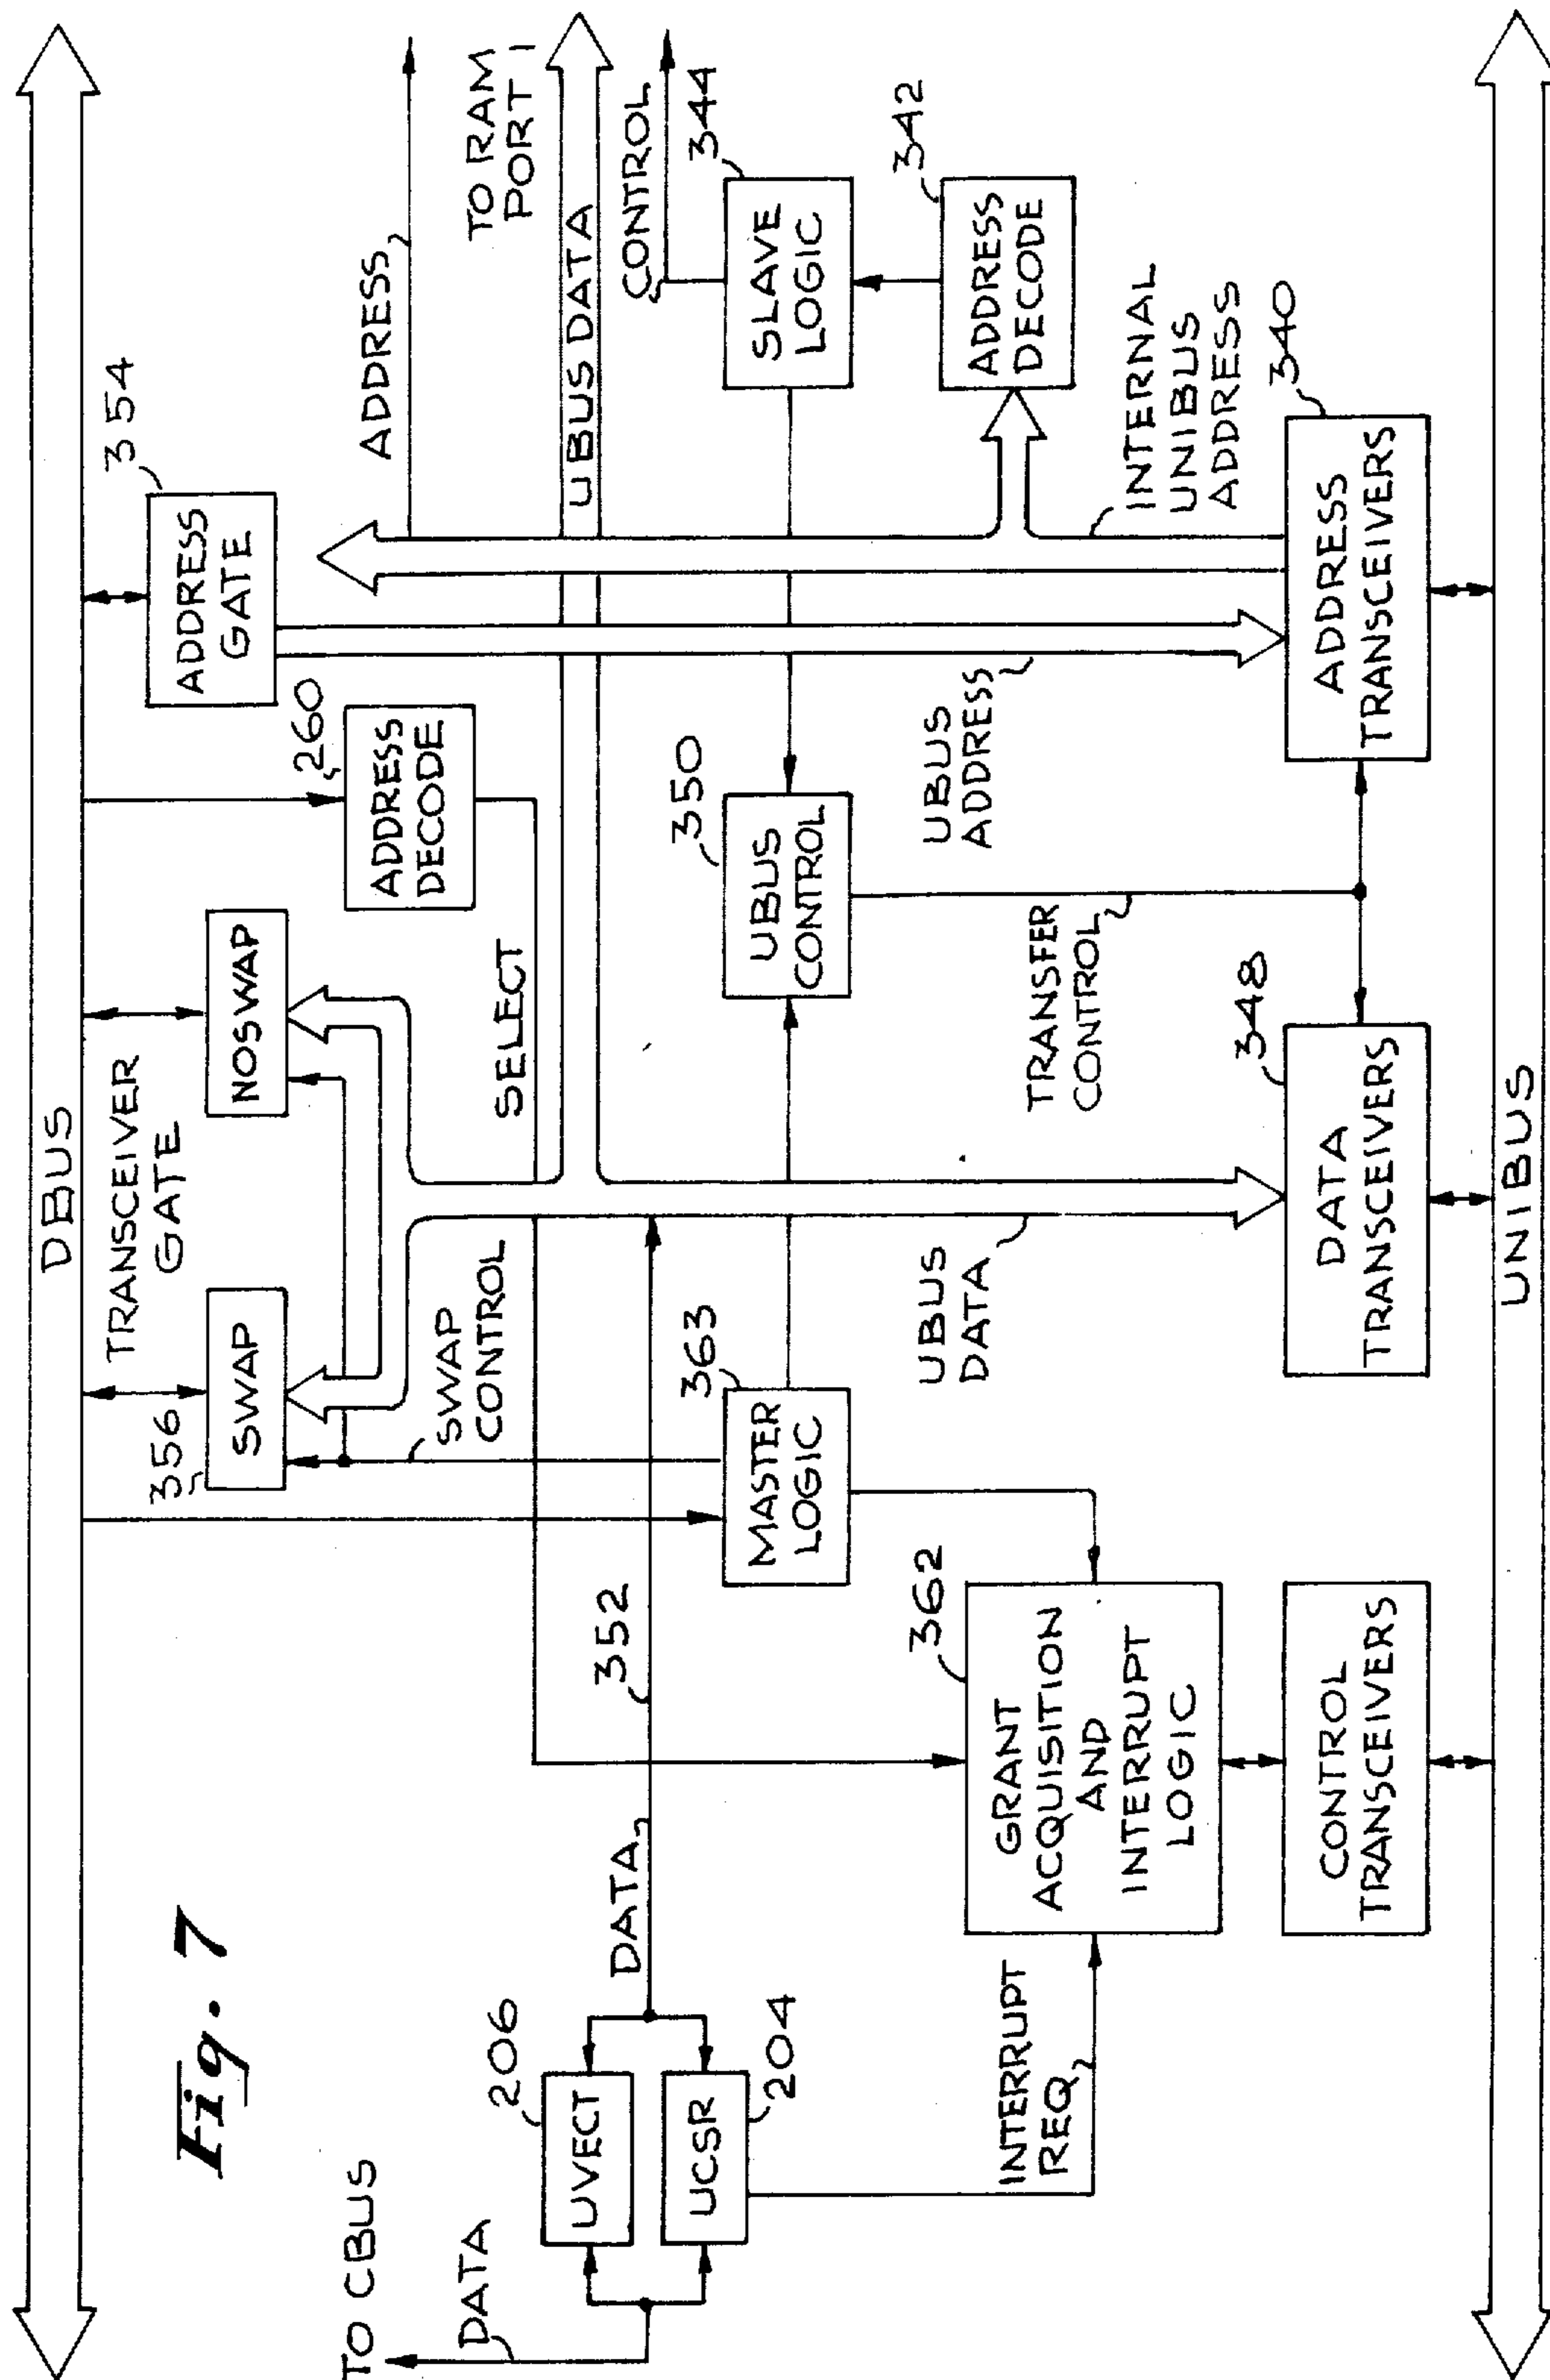 DBUS
354
ADDRESS
GATE
ADDRESS
260
ADDRESS
DECODE
NOSWAP
TRANSCEIVER
GATE
SWAP
356
SELECT
SWAP
CONTROL
TO RAM
PORT 1
UBUS DATA
CONTROL
344
SLAVE
LOGIC
342
ADDRESS
DECODE
INTERNAL
UNIBUS
ADDRESS
340
ADDRESS
TRANSCEIVERS
UBUS
ADDRESS
350
UBUS
CONTROL
TRANSFER
CONTROL
348
DATA
TRANSCEIVERS
UBUS
DATA
363
MASTER
LOGIC
352
DATA
362
GRANT
ACQUISITION
AND
INTERRUPT
LOGIC
CONTROL
TRANSCEIVERS
Fig. 7
206
UVECT
UCSR
204
INTERRUPT
REQ
TO CBUS
DATA
UNIBUS